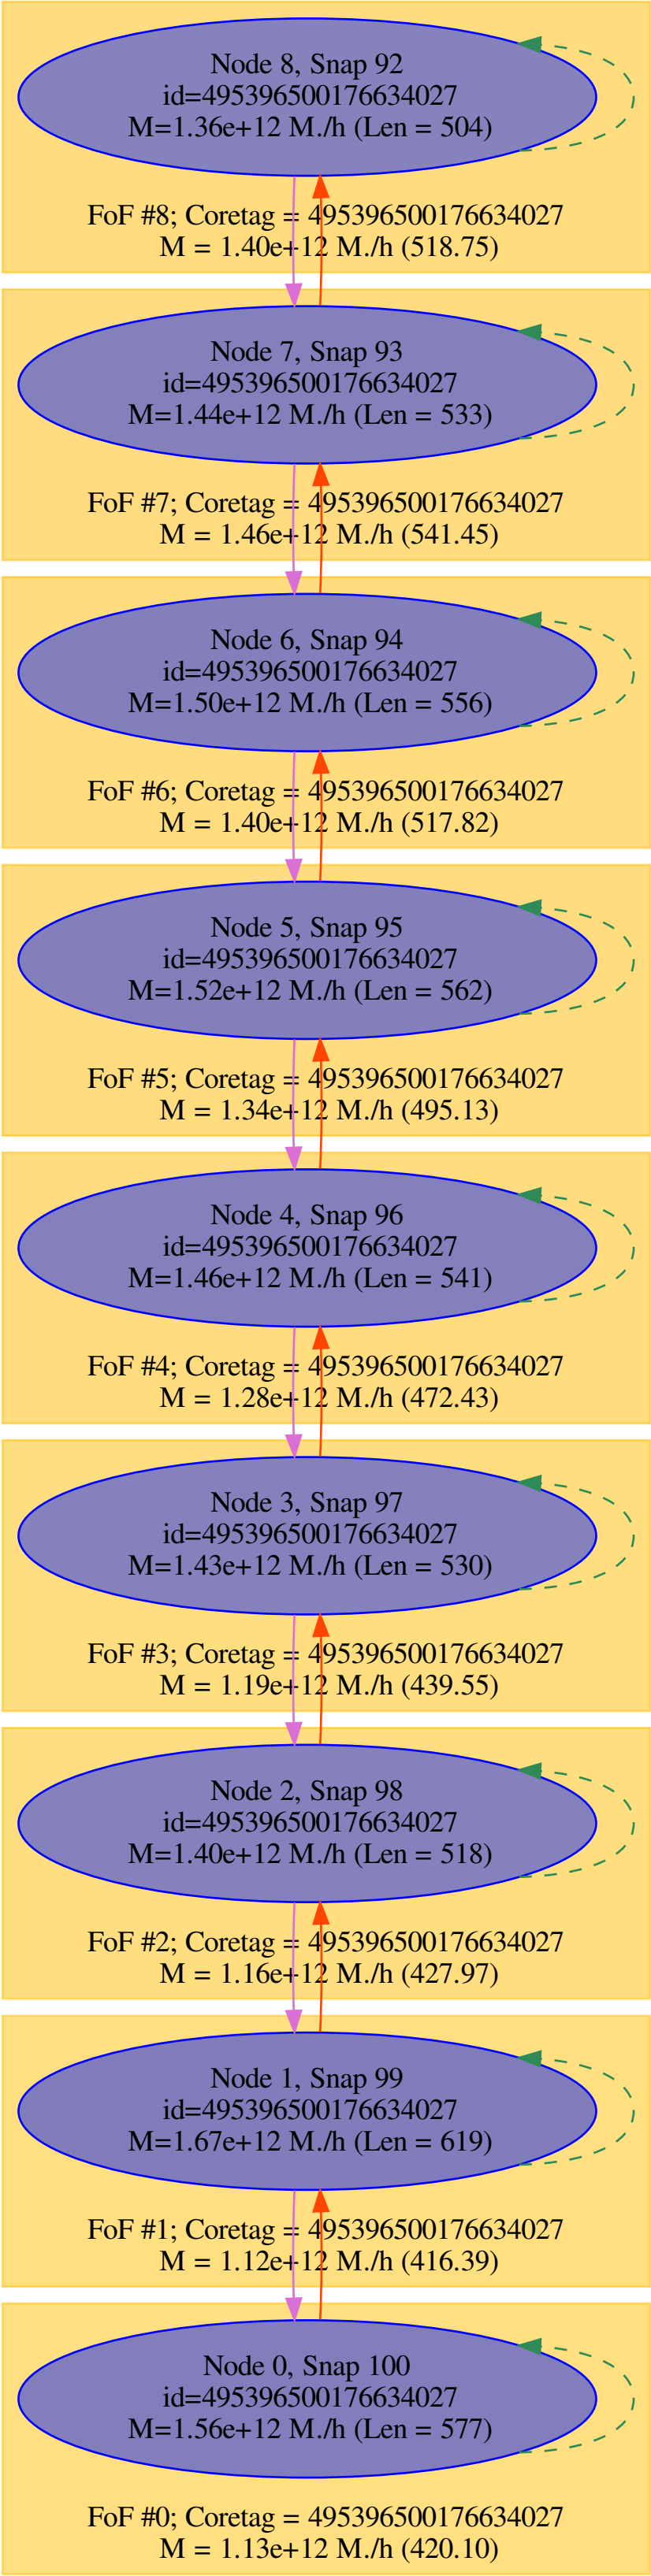 Node 8, Snap 92
id=495396500176634027
M=1.36e+12 M./h (Len = 504)
FoF #8; Coretag = 495396500176634027
M = 1.40e+12 M./h (518.75)
Node 7, Snap 93
id=495396500176634027
M=1.44e+12 M./h (Len = 533)
FoF #7; Coretag = 495396500176634027
M = 1.46e+12 M./h (541.45)
Node 6, Snap 94
id=495396500176634027
M=1.50e+12 M./h (Len = 556)
FoF #6; Coretag = 495396500176634027
M = 1.40e+12 M./h (517.82)
Node 5, Snap 95
id=495396500176634027
M=1.52e+12 M./h (Len = 562)
FoF #5; Coretag = 495396500176634027
M = 1.34e+12 M./h (495.13)
Node 4, Snap 96
id=495396500176634027
M=1.46e+12 M./h (Len = 541)
FoF #4; Coretag = 495396500176634027
M = 1.28e+12 M./h (472.43)
Node 3, Snap 97
id=495396500176634027
M=1.43e+12 M./h (Len = 530)
FoF #3; Coretag = 495396500176634027
M = 1.19e+12 M./h (439.55)
Node 2, Snap 98
id=495396500176634027
M=1.40e+12 M./h (Len = 518)
FoF #2; Coretag = 495396500176634027
M = 1.16e+12 M./h (427.97)
Node 1, Snap 99
id=495396500176634027
M=1.67e+12 M./h (Len = 619)
FoF #1; Coretag = 495396500176634027
M = 1.12e+12 M./h (416.39)
Node 0, Snap 100
id=495396500176634027
M=1.56e+12 M./h (Len = 577)
FoF #0; Coretag = 495396500176634027
M = 1.13e+12 M./h (420.10)